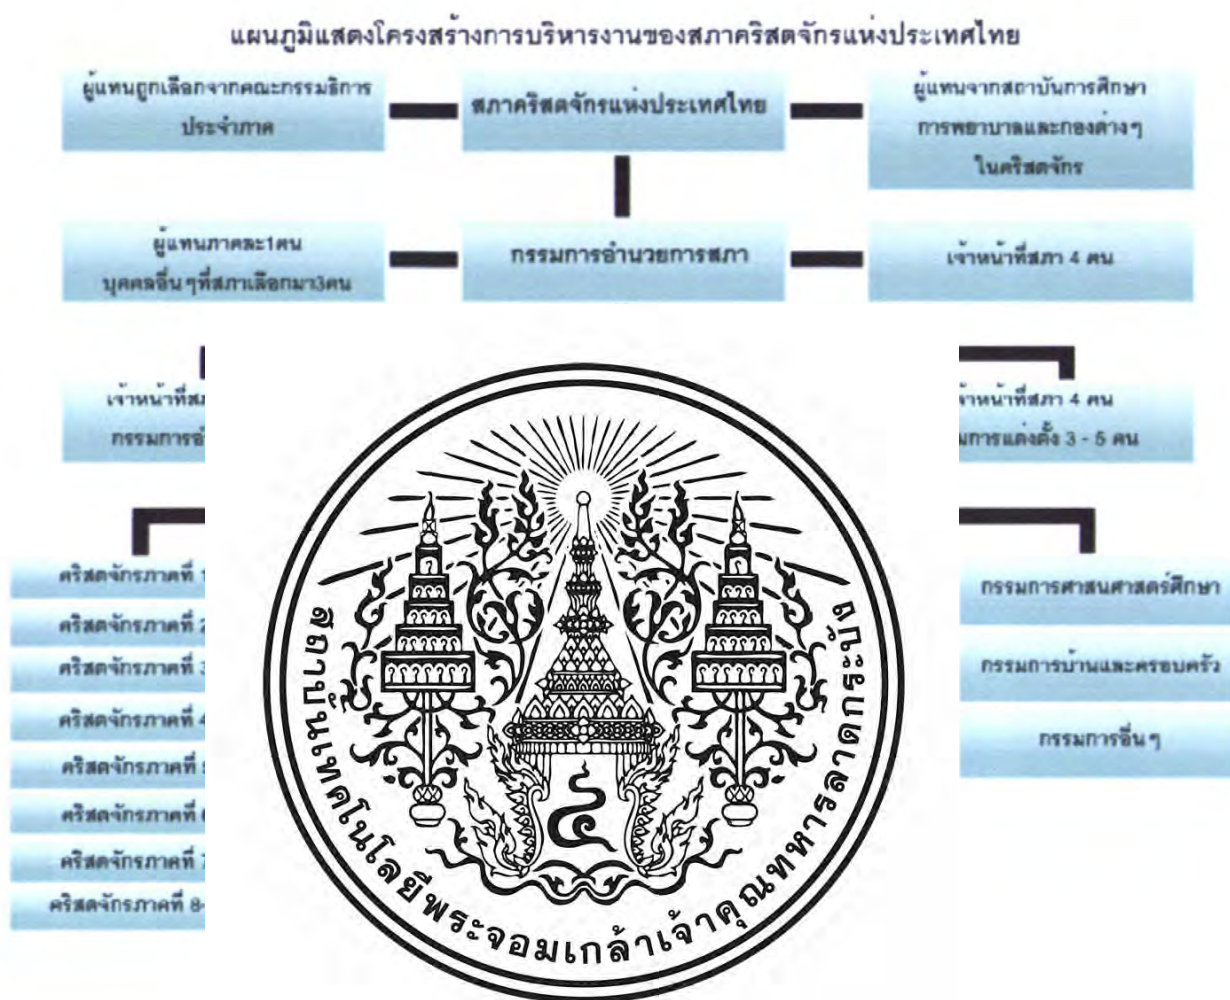 แผนภูมิแสดงโครงสร้างการบริหารงานของสภาคริสตจักรแห่งประเทศไทย
ผู้แทนถูกเลือกจากคณะกรรมธิการ
ประจำภาค
สภาคริสตจักรแห่งประเทศไทย
ผู้แทนจากสถาบันการศึกษา
การพยาบาลและกองต่างๆ
ในคริสตจักร
ผู้แทนภาคละ1คน
บุคคลอื่นๆที่สภาเลือกมา3คน
กรรมการอำนวยการสภา
เจ้าหน้าที่สภา 4 คน
เจ้าหน้าที่
กรรมการ
สภา 4 คน
แต่งตั้ง 3 - 5 คน
คริสตจักรภาคที่ 1
คริสตจักรภาคที่ 2
คริสตจักรภาคที่ 3
คริสตจักรภาคที่ 4
คริสตจักรภาคที่
คริสตจักรภาคที่ 6
คริสตจักรภาคที่
คริสตจักรภาคที่ 8-
กรรมการศาสนศาสตร์ศึกษา
กรรมการบ้านและครอบครัว
กรรมการอื่นๆ
สถาบันเทคโนโลยีพระจอมเกล้าเจ้าคุณทหารลาดกระบัง